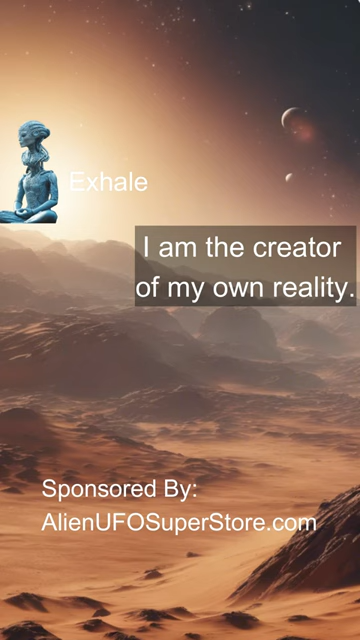 Exhale
I am the creator
of my own reality.
Sponsored By:
AlienUFOSuperStore.com